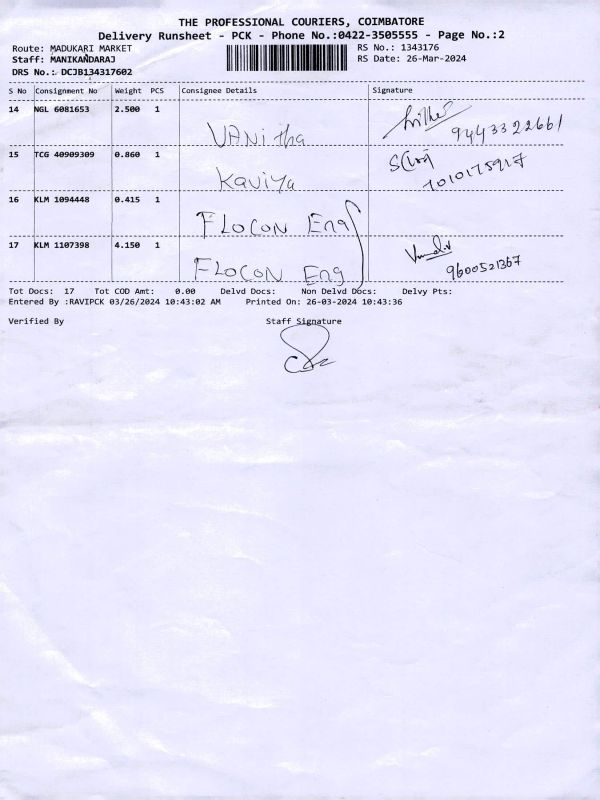 THE PROFESSIONAL COURIERS, COIMBATORE
Delivery Runsheet - PCK - Phone No.:0422-3505555 - Page No.:2
Route: MADUKARI MARKET
RS No.: 1343176
Staff: MANIKANDARAJ
RS Date: 26-Mar-2024
DRS No.: DCJB134317602
S No Consignment No Weight PCS Consignee Details Signature
14 NGL 6081653 2.500 1
VANitha 9443322661
15 TCG 40909309 0.860 1
Kaviya 7010175917
16 KLM 1094448 0.415 1
FLOCON Eng
17 KLM 1107398 4.150 1
FLOCON Eng 9600521367
Tot Docs: 17 Tot COD Amt: 0.00 Delvd Docs: Non Delvd Docs: Delvy Pts:
Entered By :RAVIPCK 03/26/2024 10:43:02 AM Printed On: 26-03-2024 10:43:36
Verified By Staff Signature